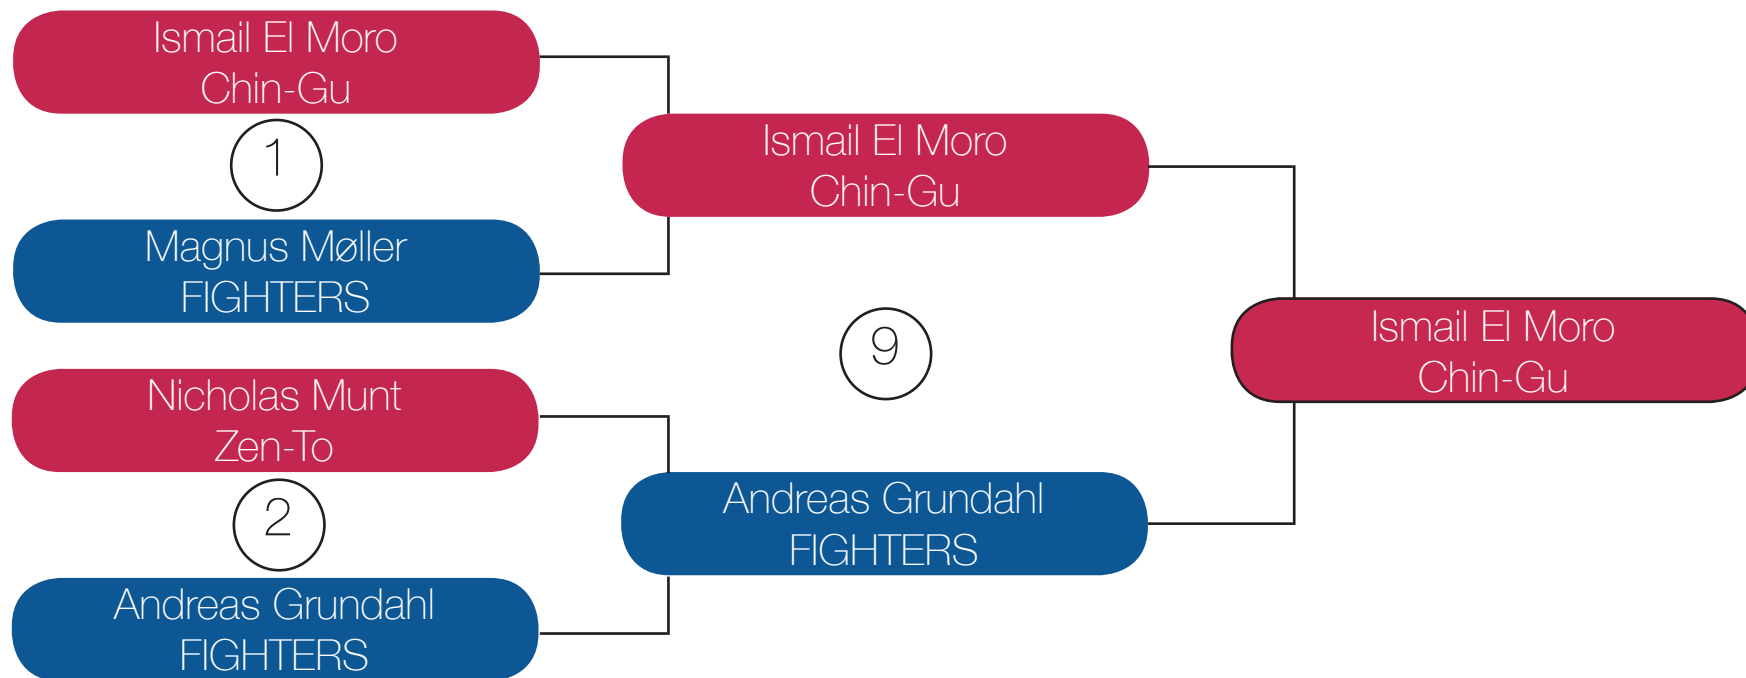 Ismail El Moro
Chin-Gu
1
Magnus Møller
FIGHTERS
Nicholas Munt
Zen-To
2
Andreas Grundahl
FIGHTERS
Ismail El Moro
Chin-Gu
9
Andreas Grundahl
FIGHTERS
Ismail El Moro
Chin-Gu